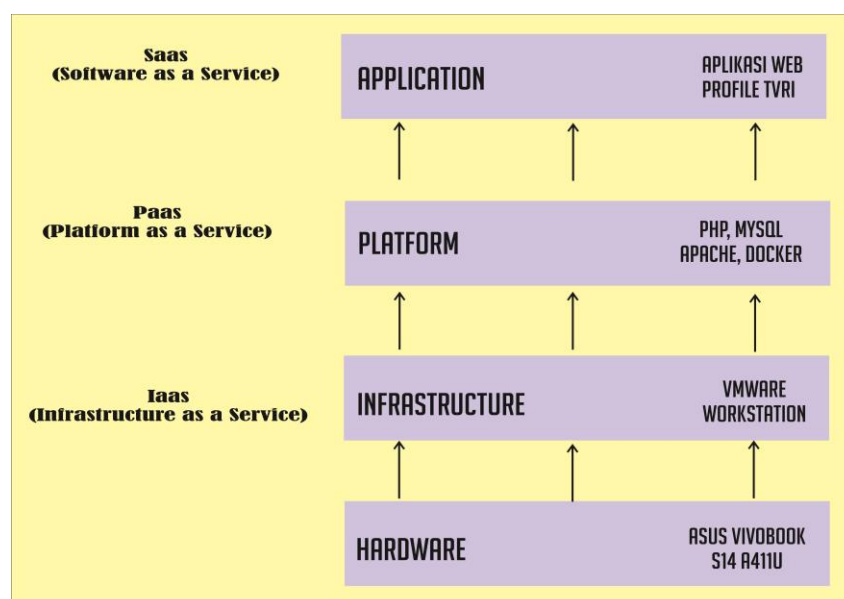 Saas
(Software as a Service)
APPLICATION
APLIKASI WEB
PROFILE TVRI
Paas
(Platform as a Service)
PLATFORM
PHP, MYSQL
APACHE, DOCKER
Iaas
(Infrastructure as a Service)
INFRASTRUCTURE
VMWARE
WORKSTATION
HARDWARE
ASUS VIVOBOOK
S14 A411U